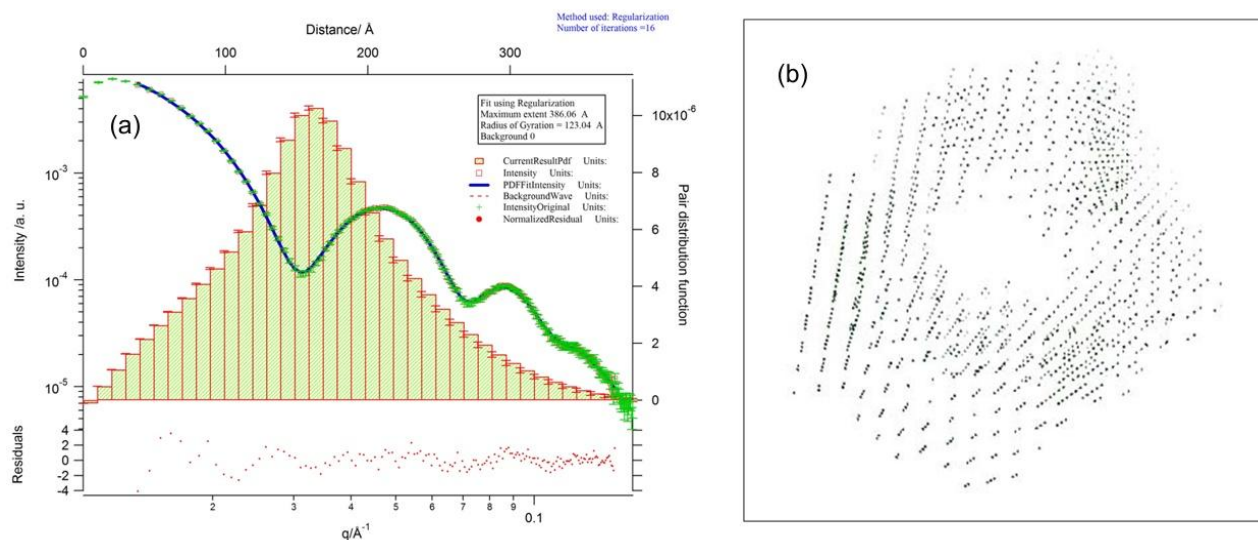 Method used: Regularization
Number of iterations =16
Distance/ Å
0 100 200 300
(a)
Fit using Regularization
Maximum extent 386.06 A
Radius of Gyration = 123.04 A
Background 0
CurrentResultPdf Units:
Intensity Units:
PDFFitIntensity Units:
BackgroundWave Units:
IntensityOriginal Units:
NormalizedResidual Units:
Intensity /a. u.
10-3
10-4
10-5
Pair distribution function
10x10-6
8
6
4
2
0
Residuals
4
2
0
-2
-4
2 3 4 5 6 7 8 9 0.1
q/Å-1
(b)